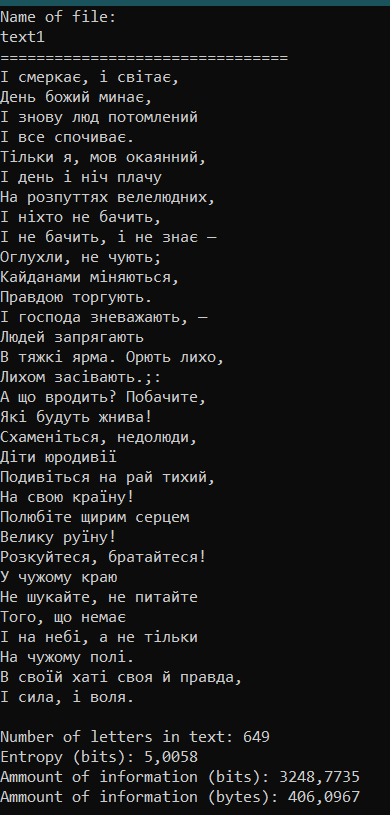 Name of file:
text1
================================
І смеркає, і світає,
День божий минає,
І знову люд потомлений
І все спочиває.
Тільки я, мов окаянний,
І день і ніч плачу
На розпуттях велелюдних,
І ніхто не бачить,
І не бачить, і не знає —
Оглухли, не чують;
Кайданами міняються,
Правдою торгують.
І господа зневажають, —
Людей запрягають
В тяжкі ярма. Орють лихо,
Лихом засівають.;:
А що вродить? Побачите,
Які будуть жнива!
Схаменіться, недолюди,
Діти юродивії
Подивіться на рай тихий,
На свою країну!
Полюбіте щирим серцем
Велику руїну!
Розкуйтеся, братайтеся!
У чужому краю
Не шукайте, не питайте
Того, що немає
І на небі, а не тільки
На чужому полі.
В своїй хаті своя й правда,
І сила, і воля.
Number of letters in text: 649
Entropy (bits): 5,0058
Ammount of information (bits): 3248,7735
Ammount of information (bytes): 406,0967